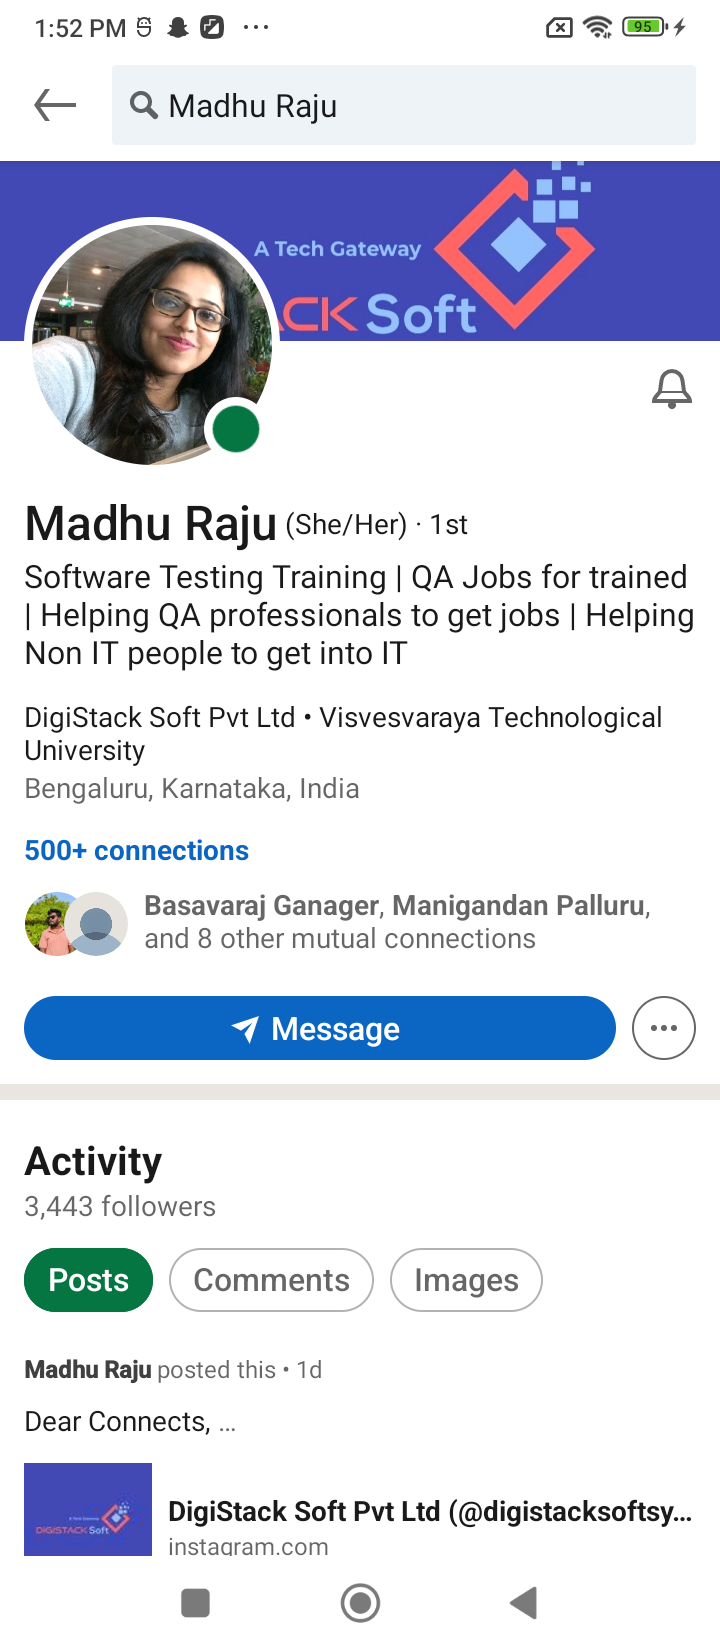 1:52 PM
95
Madhu Raju
A Tech Gateway
ACK Soft
Madhu Raju (She/Her) · 1st
Software Testing Training | QA Jobs for trained
| Helping QA professionals to get jobs | Helping
Non IT people to get into IT
DigiStack Soft Pvt Ltd • Visvesvaraya Technological
University
Bengaluru, Karnataka, India
500+ connections
Basavaraj Ganager, Manigandan Palluru,
and 8 other mutual connections
Message
Activity
3,443 followers
Posts Comments Images
Madhu Raju posted this • 1d
Dear Connects, ...
DIGISTACK Soft
DigiStack Soft Pvt Ltd (@digistacksoftsy...
instagram.com